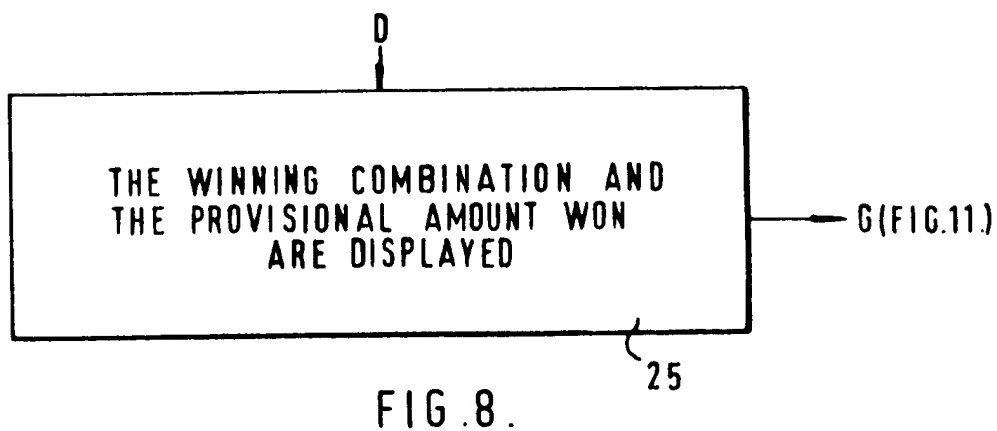 D
THE WINNING COMBINATION AND
THE PROVISIONAL AMOUNT WON
ARE DISPLAYED
G(FIG.11.)
25
FIG.8.